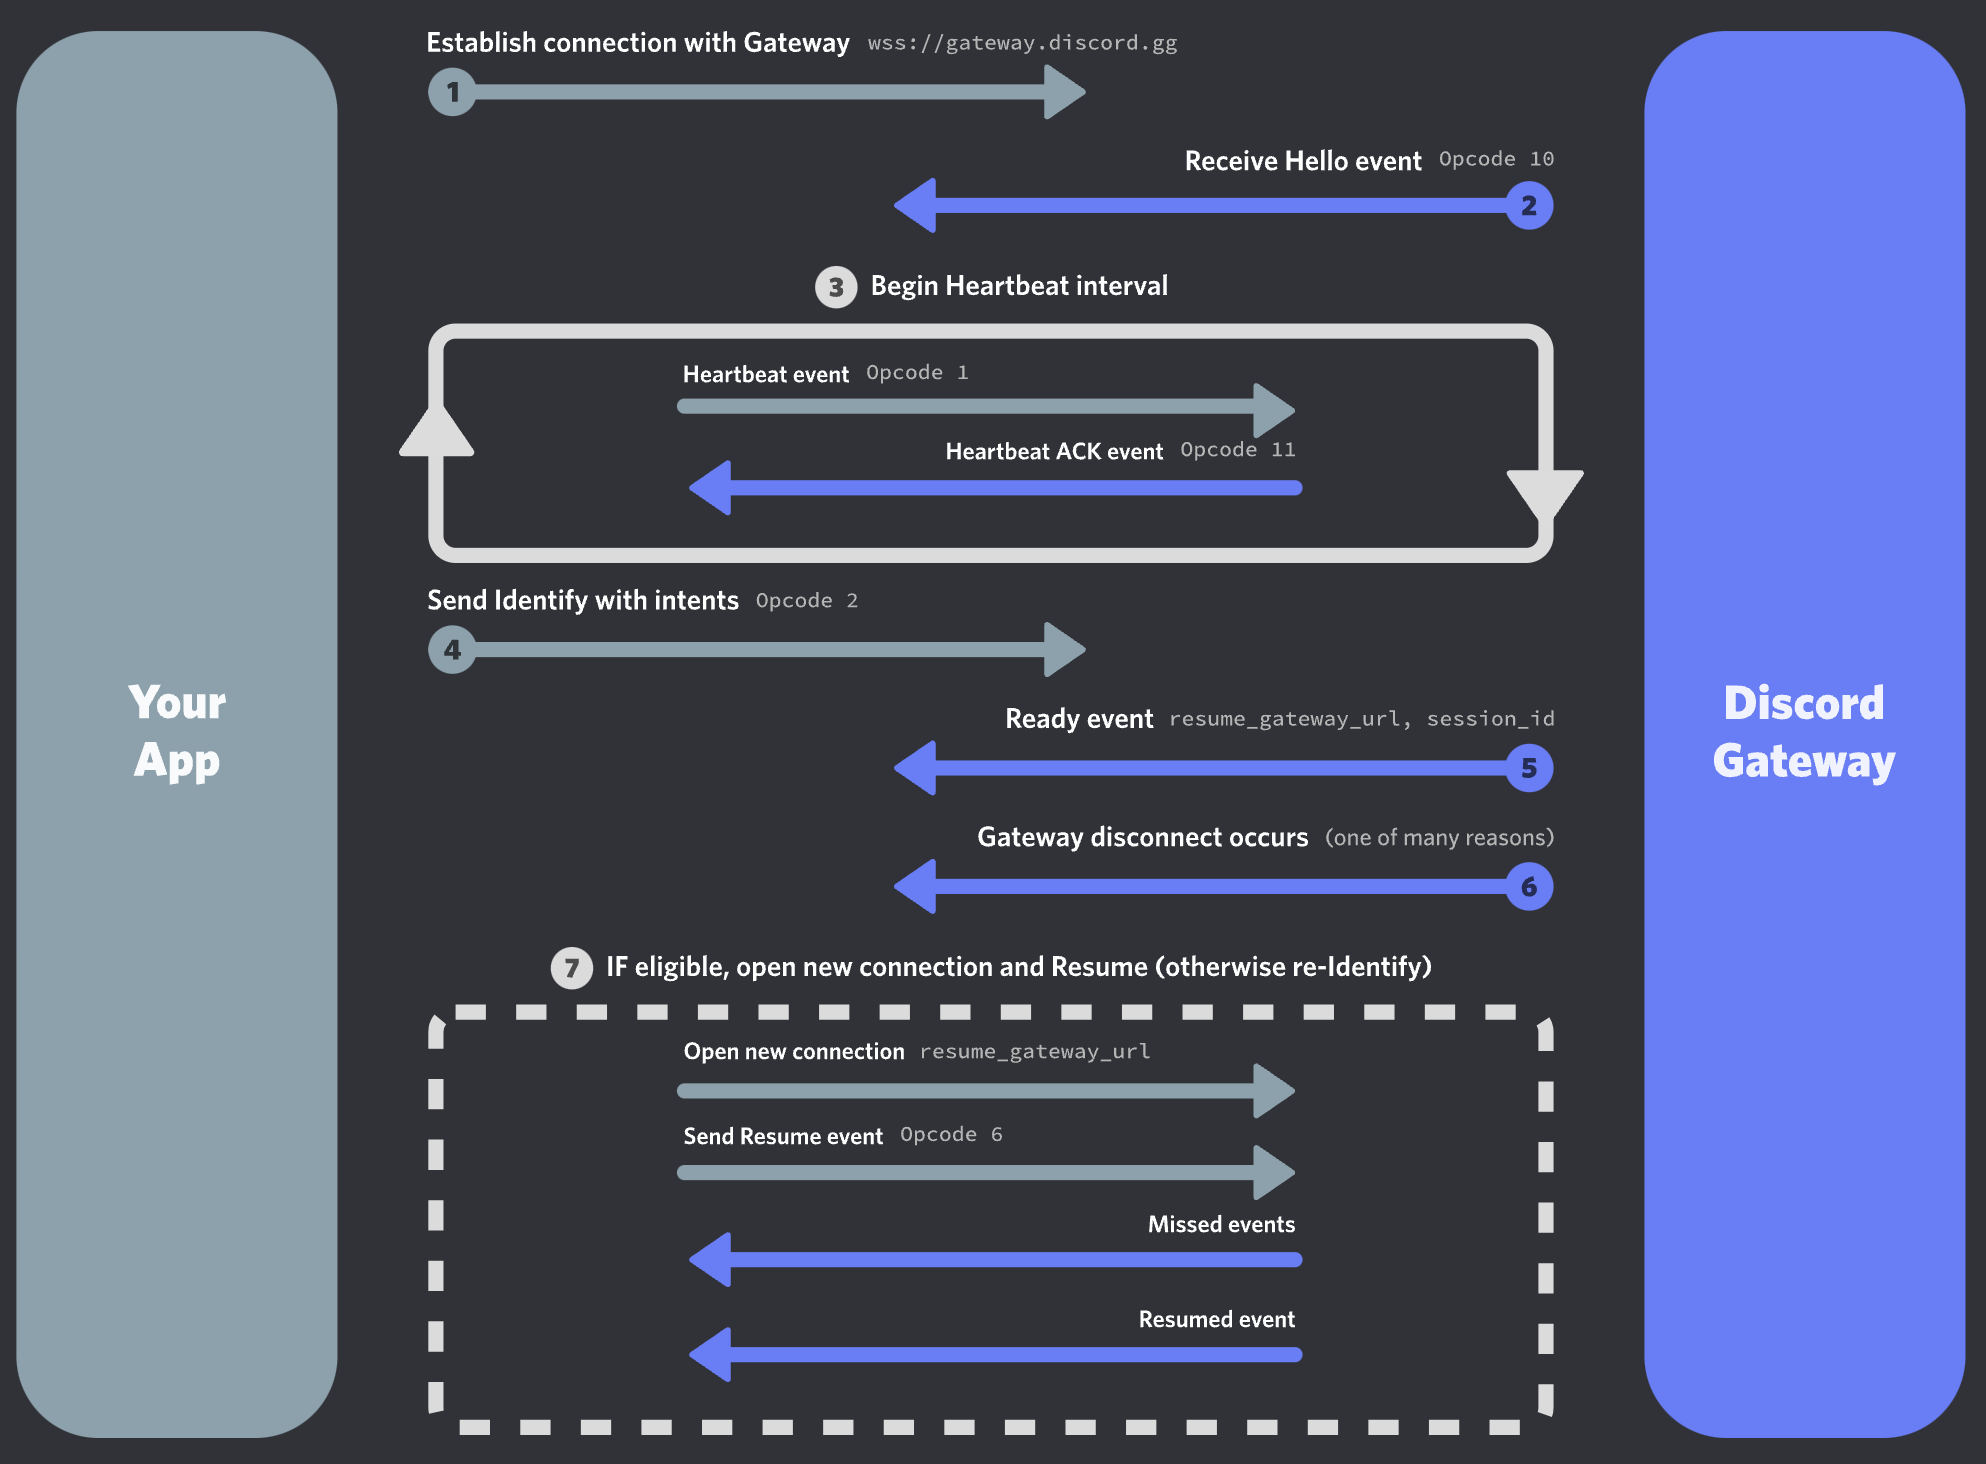 Establish connection with Gateway wss://gateway.discord.gg
1
Receive Hello event Opcode 10
2
3 Begin Heartbeat interval
Heartbeat event Opcode 1
Heartbeat ACK event Opcode 11
Send Identify with intents Opcode 2
4
Your
App
Discord
Gateway
Ready event resume_gateway_url, session_id
5
Gateway disconnect occurs (one of many reasons)
6
7 IF eligible, open new connection and Resume (otherwise re-Identify)
Open new connection resume_gateway_url
Send Resume event Opcode 6
Missed events
Resumed event